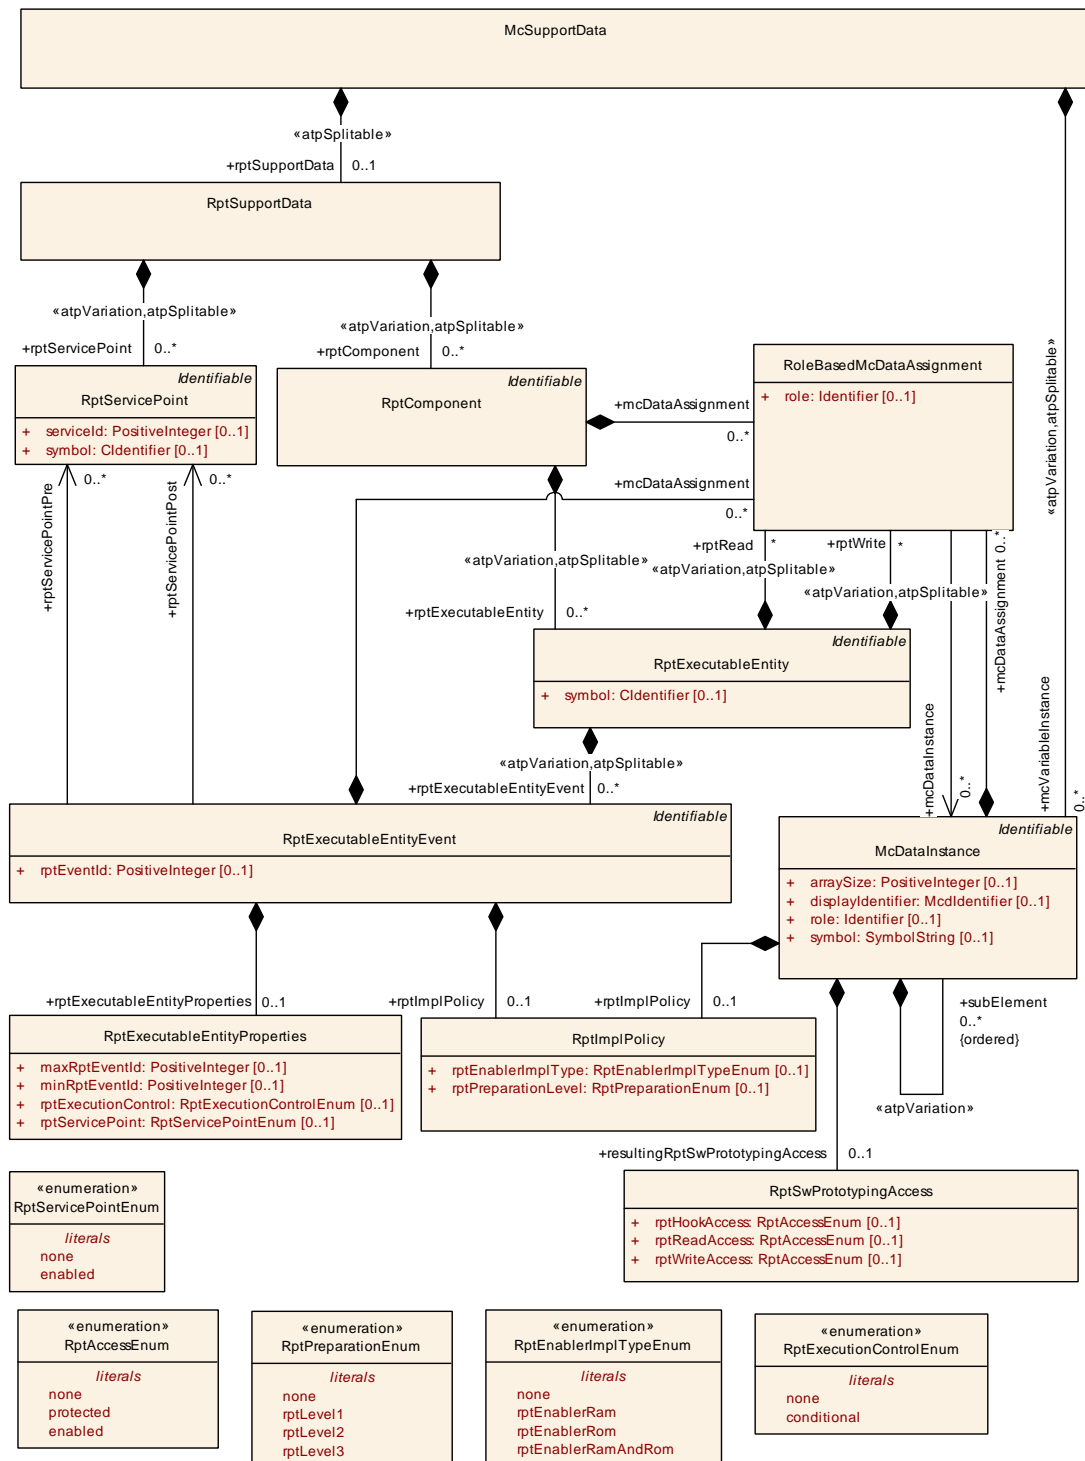 McSupportData
«atpSplitable»
+rptSupportData 0..1
RptSupportData
«atpVariation,atpSplitable»
+rptServicePoint 0..*
«atpVariation,atpSplitable»
+rptComponent 0..*
«atpVariation,atpSplitable»
Identifiable
RptServicePoint
+ serviceId: PositiveInteger [0..1]
+ symbol: CIdentifier [0..1]
Identifiable
RptComponent
RoleBasedMcDataAssignment
+ role: Identifier [0..1]
+mcDataAssignment
0..*
+mcDataAssignment
0..*
0..*
+rptServicePointPre
0..*
+rptServicePointPost
+rptRead *
«atpVariation,atpSplitable»
+rptWrite *
«atpVariation,atpSplitable»
«atpVariation,atpSplitable»
+rptExecutableEntity 0..*
+mcDataAssignment 0..*
+mcDataInstance
0..*
+mcVariableInstance
0..*
Identifiable
RptExecutableEntity
+ symbol: CIdentifier [0..1]
«atpVariation,atpSplitable»
+rptExecutableEntityEvent 0..*
Identifiable
RptExecutableEntityEvent
+ rptEventId: PositiveInteger [0..1]
Identifiable
McDataInstance
+ arraySize: PositiveInteger [0..1]
+ displayIdentifier: McdIdentifier [0..1]
+ role: Identifier [0..1]
+ symbol: SymbolString [0..1]
+rptExecutableEntityProperties 0..1
+rptImplPolicy 0..1
+rptImplPolicy 0..1
+subElement
0..*
{ordered}
«atpVariation»
RptExecutableEntityProperties
+ maxRptEventId: PositiveInteger [0..1]
+ minRptEventId: PositiveInteger [0..1]
+ rptExecutionControl: RptExecutionControlEnum [0..1]
+ rptServicePoint: RptServicePointEnum [0..1]
RptImplPolicy
+ rptEnablerImplType: RptEnablerImplTypeEnum [0..1]
+ rptPreparationLevel: RptPreparationEnum [0..1]
+resultingRptSwPrototypingAccess 0..1
RptSwPrototypingAccess
+ rptHookAccess: RptAccessEnum [0..1]
+ rptReadAccess: RptAccessEnum [0..1]
+ rptWriteAccess: RptAccessEnum [0..1]
«enumeration»
RptServicePointEnum
literals
none
enabled
«enumeration»
RptAccessEnum
literals
none
protected
enabled
«enumeration»
RptPreparationEnum
literals
none
rptLevel1
rptLevel2
rptLevel3
«enumeration»
RptEnablerImplTypeEnum
literals
none
rptEnablerRam
rptEnablerRom
rptEnablerRamAndRom
«enumeration»
RptExecutionControlEnum
literals
none
conditional